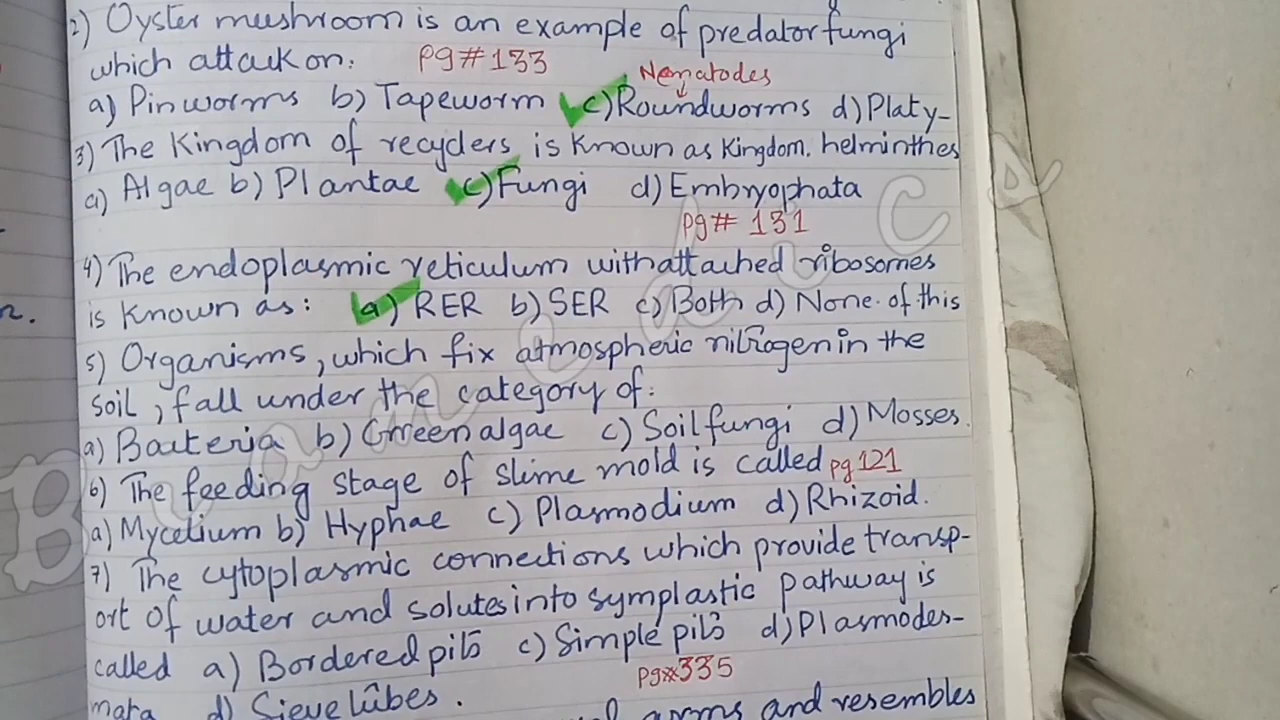 2) Oyster mushroom is an example of predator fungi
which attack on: pg# 133
Nematodes
a) Pinworms b) Tapeworm c) Roundworms d) Platy-
3) The Kingdom of recyclers is known as Kingdom. helminthes
a) Algae b) Plantae c) Fungi d) Embryophata
pg# 131
4) The endoplasmic reticulum with attached ribosomes
is known as: a) RER b) SER c) Both d) None of this
5) Organisms, which fix atmospheric nitrogen in the
soil, fall under the category of:
a) Bacteria b) Green algae c) Soil fungi d) Mosses.
6) The feeding stage of slime mold is called pg 121
a) Mycelium b) Hyphae c) Plasmodium d) Rhizoid.
7) The cytoplasmic connections which provide transp-
ort of water and solutes into symplastic pathway is
called a) Bordered pits c) Simple pits d) Plasmodes-
pg#335
mata d) Sieve tubes.
arms and resembles